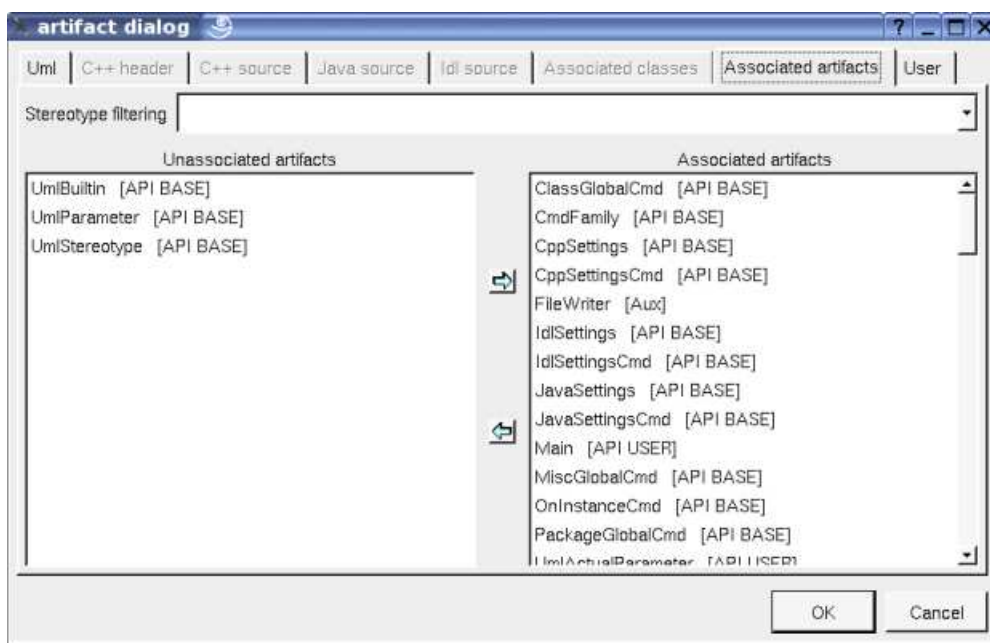 artifact dialog ?
Uml C++ header C++ source Java source Idl source Associated classes Associated artifacts User
Stereotype filtering
Unassociated artifacts
UmlBuiltin [API BASE]
UmlParameter [API BASE]
UmlStereotype [API BASE]
Associated artifacts
ClassGlobalCmd [API BASE]
CmdFamily [API BASE]
CppSettings [API BASE]
CppSettingsCmd [API BASE]
FileWriter [Aux]
IdlSettings [API BASE]
IdlSettingsCmd [API BASE]
JavaSettings [API BASE]
JavaSettingsCmd [API BASE]
Main [API USER]
MiscGlobalCmd [API BASE]
OnInstanceCmd [API BASE]
PackageGlobalCmd [API BASE]
UmlActualParameter [API USER]
OK Cancel